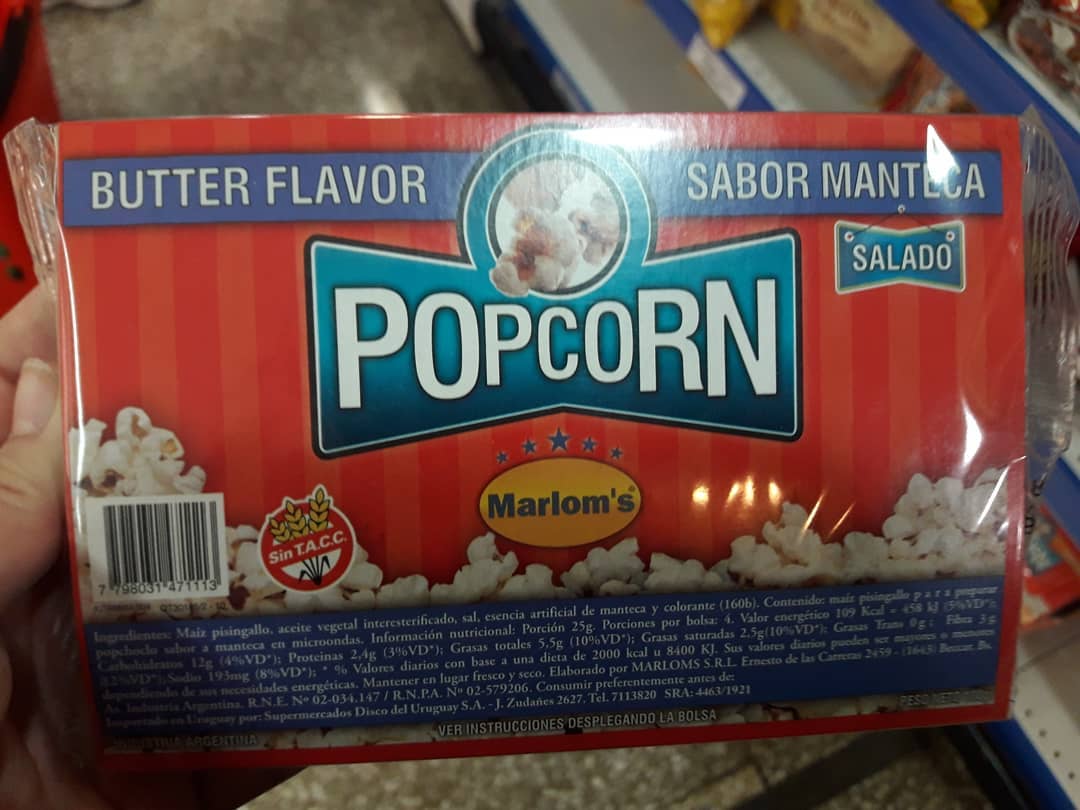 BUTTER FLAVOR
SABOR MANTECA
SALADO
POPCORN
Marlom's
Sin T.A.C.C.
7 798031 471113
Ingredientes: Maíz pisingallo, aceite vegetal interesterificado, sal, esencia artificial de manteca y colorante (160b). Contenido: maíz pisingallo para preparar
popchoclo sabor a manteca en microondas. Información nutricional: Porción 25g. Porciones por bolsa: 4. Valor energético 109 Kcal = 458 kJ (5%VD*);
Carbohidratos 12g (4%VD*); Proteinas 2,4g (3%VD*); Grasas totales 5,5g (10%VD*); Grasas saturadas 2,5g(10%VD*); Grasas Trans 0g; Fibra 3g
(12%VD*); Sodio 193mg (8%VD*); * % Valores diarios con base a una dieta de 2000 kcal u 8400 KJ. Sus valores diarios pueden ser mayores o menores
dependiendo de sus necesidades energéticas. Mantener en lugar fresco y seco. Elaborado por MARLOMS S.R.L. Ernesto de las Carreras 2459 - (1643) Beccar, Bs.
As. Industria Argentina. R.N.E. Nº 02-034.147 / R.N.P.A. Nº 02-579206. Consumir preferentemente antes de:
Importado en Uruguay por: Supermercados Disco del Uruguay S.A. - J. Zudañes 2627. Tel. 7113820 SRA: 4463/1921
PESO NETO
VER INSTRUCCIONES DESPLEGANDO LA BOLSA
INDUSTRIA ARGENTINA